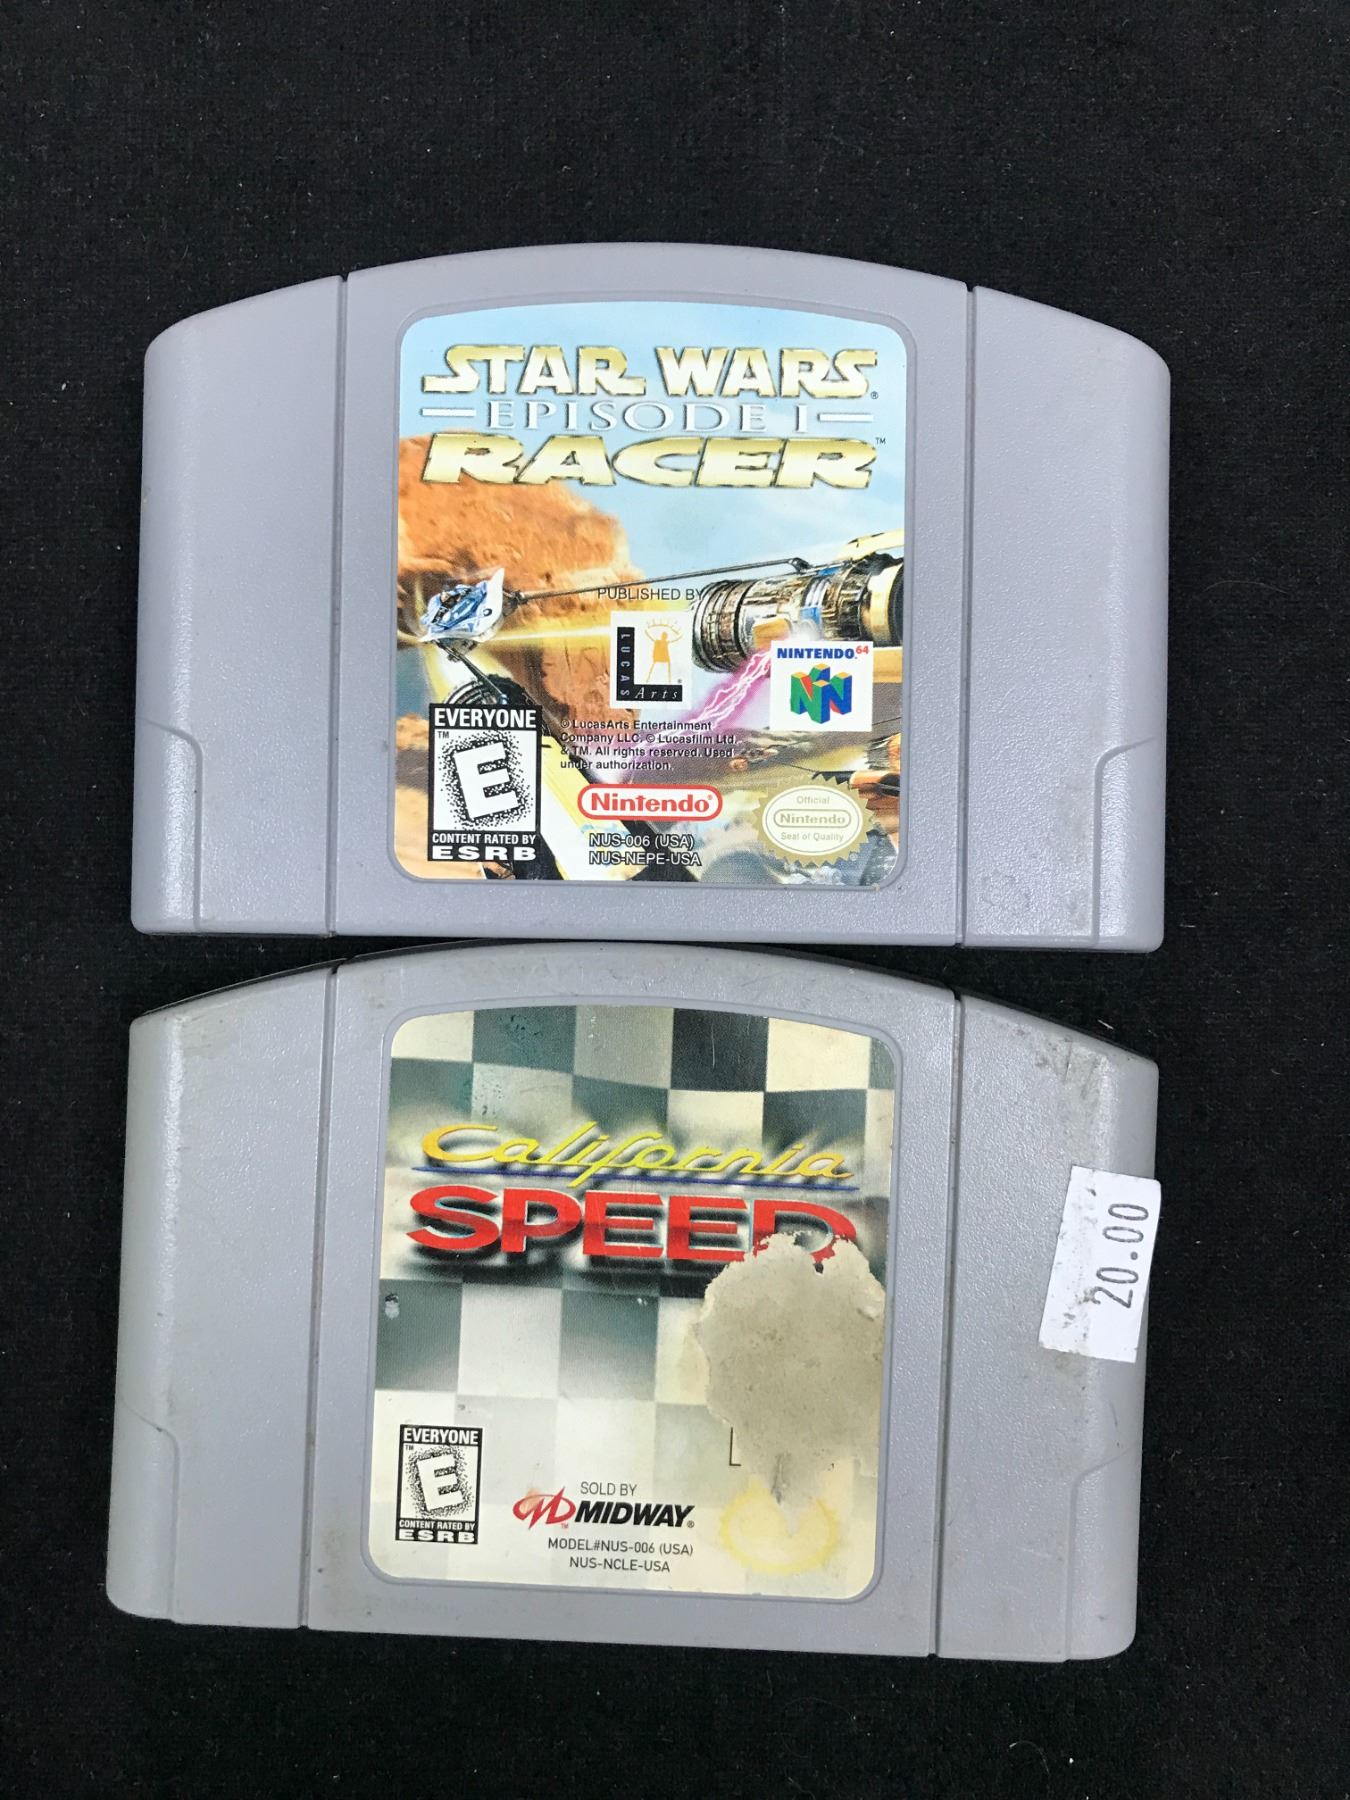 STAR WARS®
EPISODE I
RACER™
PUBLISHED BY
LUCAS
Arts®
NINTENDO64
© LucasArts Entertainment
Company LLC. © Lucasfilm Ltd.
& TM. All rights reserved. Used
under authorization.
EVERYONE
™
E
CONTENT RATED BY
ESRB
Nintendo®
NUS-006 (USA)
NUS-NEPE-USA
Official
Nintendo
Seal of Quality
California
SPEED
20.00
EVERYONE
™
E
CONTENT RATED BY
ESRB
L
SOLD BY
MIDWAY®
MODEL#NUS-006 (USA)
NUS-NCLE-USA